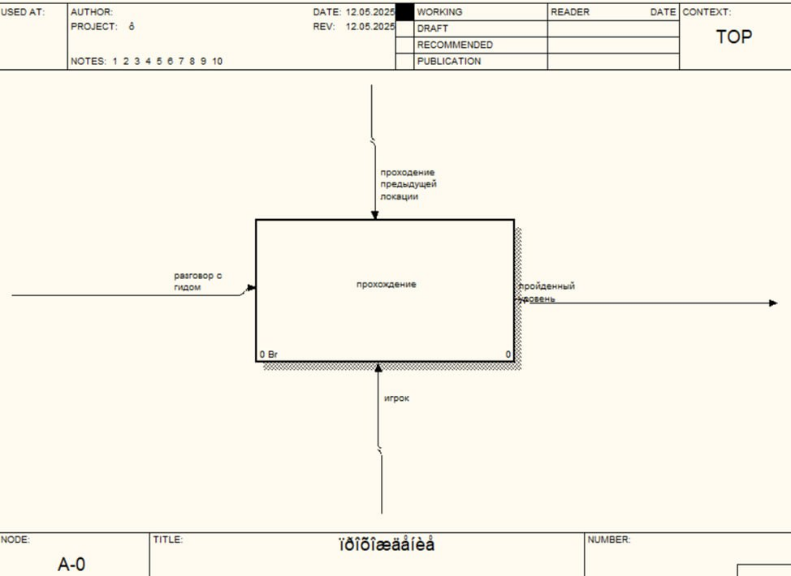 USED AT:
AUTHOR:
DATE: 12.05.2025
WORKING
READER
DATE
CONTEXT:
PROJECT: ô
REV: 12.05.2025
DRAFT
TOP
RECOMMENDED
NOTES: 1 2 3 4 5 6 7 8 9 10
PUBLICATION
проходение
предыдущей
локации
разговор с
гидом
прохождение
пройденный
уровень
0 Br
0
игрок
NODE:
TITLE:
ïðîõîæäåíèå
NUMBER:
A-0